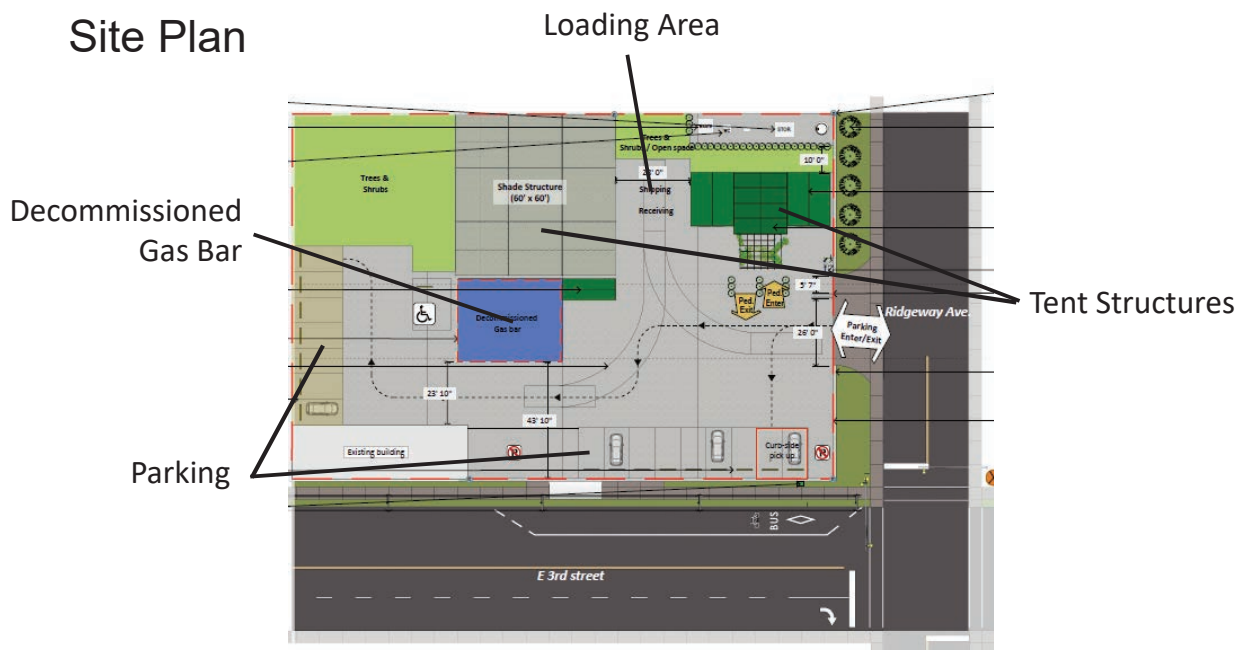 Site Plan
Loading Area
Trees &
Shrubs / Open space
STOR.
10' 0"
Trees &
Shrubs
Shade Structure
(60' x 60')
Shipping
Receiving
Decommissioned
Gas Bar
Tent Structures
5' 7"
Ped.
Exit
Ped.
Enter
26' 0"
Parking
Enter/Exit
Ridgeway Ave.
Decommissioned
Gas bar
23' 10"
43' 10"
Existing building
Curb-side
pick up
Parking
BUS
E 3rd street